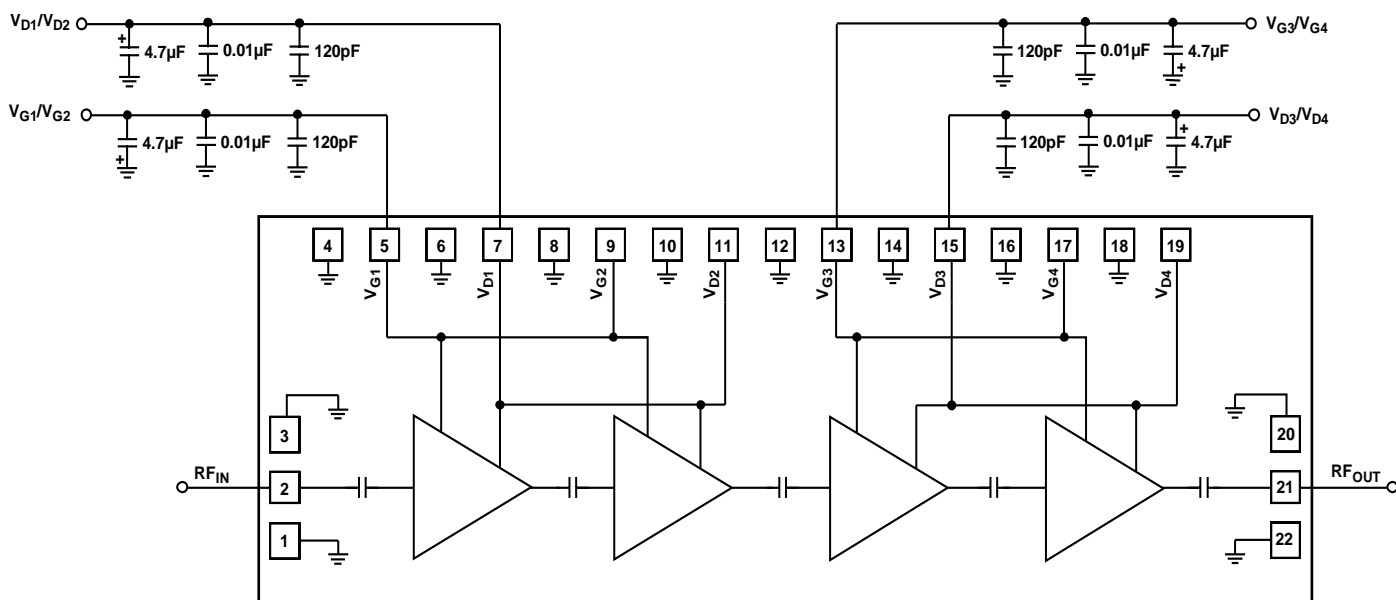 VD1/VD2
4.7µF
0.01µF
120pF
VG1/VG2
4.7µF
0.01µF
120pF
VG3/VG4
120pF
0.01µF
4.7µF
VD3/VD4
120pF
0.01µF
4.7µF
+
+
+
+
4 5 6 7 8 9 10 11 12 13 14 15 16 17 18 19
VG1
VD1
VG2
VD2
VG3
VD3
VG4
VD4
3
RFIN
2
1
20
21
RFOUT
22